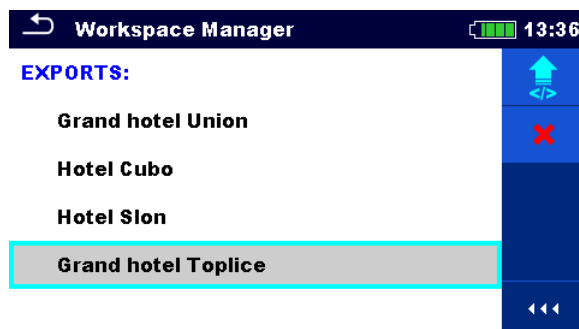 Workspace Manager 13:36
EXPORTS:
</>
Grand hotel Union
Hotel Cubo
Hotel Slon
Grand hotel Toplice